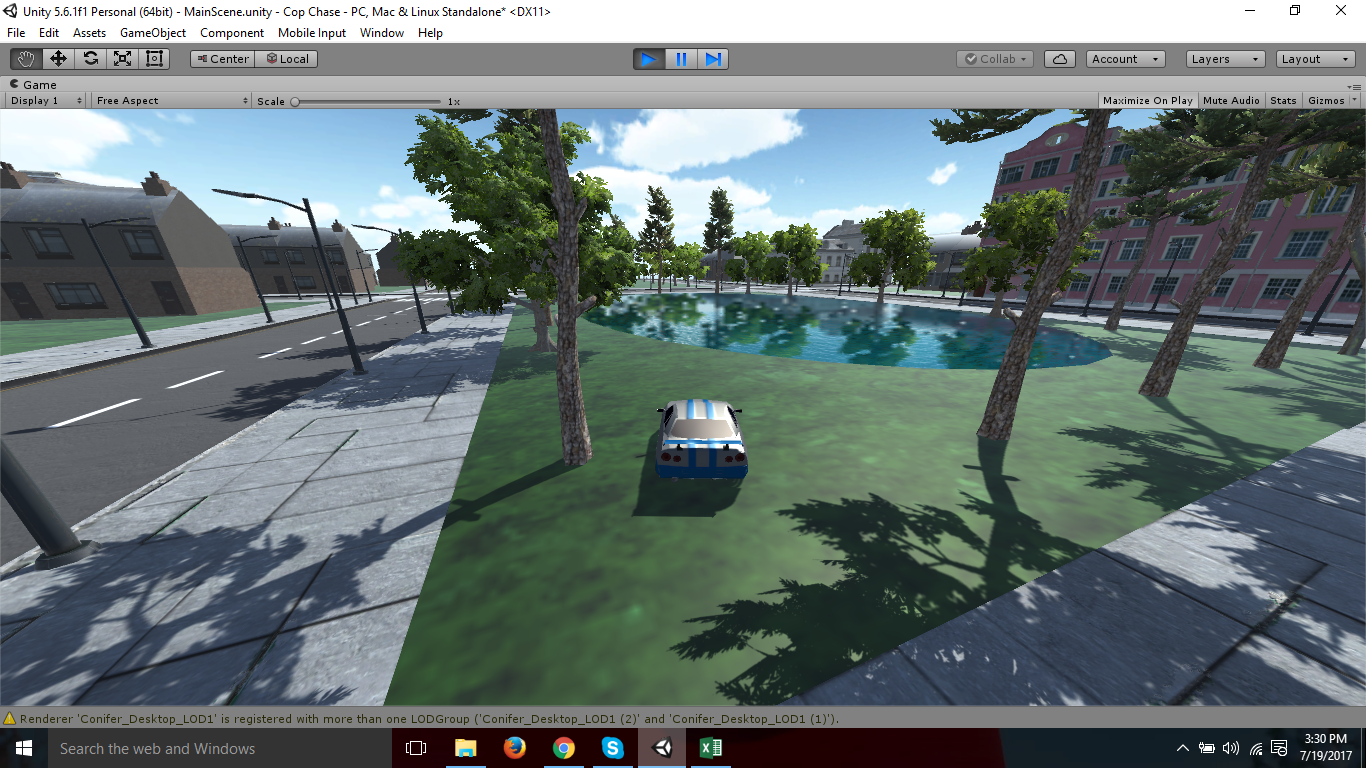 Unity 5.6.1f1 Personal (64bit) - MainScene.unity - Cop Chase - PC, Mac & Linux Standalone* <DX11>
File Edit Assets GameObject Component Mobile Input Window Help
Center Local Collab Account Layers Layout
Game
Display 1 Free Aspect Scale 1x Maximize On Play Mute Audio Stats Gizmos
Renderer 'Conifer_Desktop_LOD1' is registered with more than one LODGroup ('Conifer_Desktop_LOD1 (2)' and 'Conifer_Desktop_LOD1 (1)').
Search the web and Windows
3:30 PM
7/19/2017